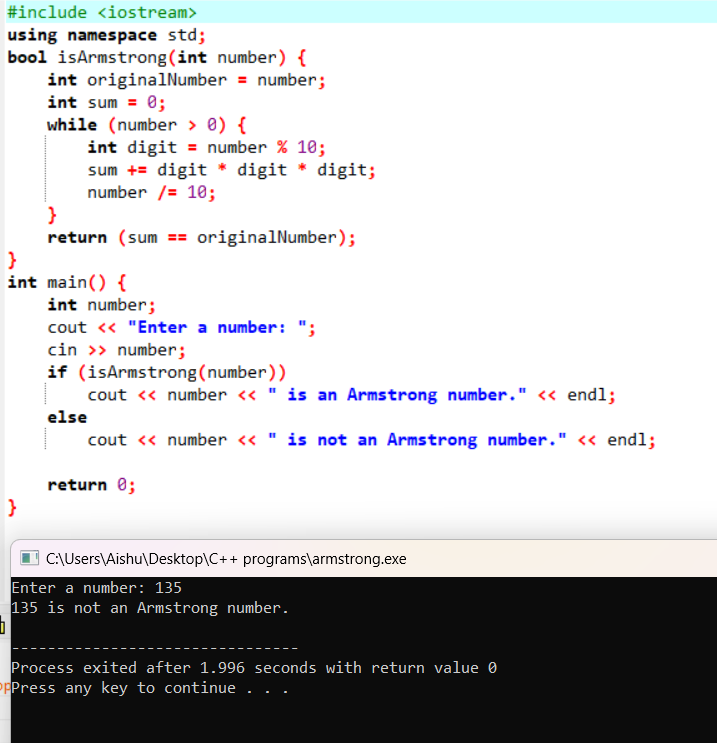 #include <iostream>
using namespace std;
bool isArmstrong(int number) {
    int originalNumber = number;
    int sum = 0;
    while (number > 0) {
        int digit = number % 10;
        sum += digit * digit * digit;
        number /= 10;
    }
    return (sum == originalNumber);
}
int main() {
    int number;
    cout << "Enter a number: ";
    cin >> number;
    if (isArmstrong(number))
        cout << number << " is an Armstrong number." << endl;
    else
        cout << number << " is not an Armstrong number." << endl;

    return 0;
}
C:\Users\Aishu\Desktop\C++ programs\armstrong.exe
Enter a number: 135
135 is not an Armstrong number.

--------------------------------
Process exited after 1.996 seconds with return value 0
Press any key to continue . . .